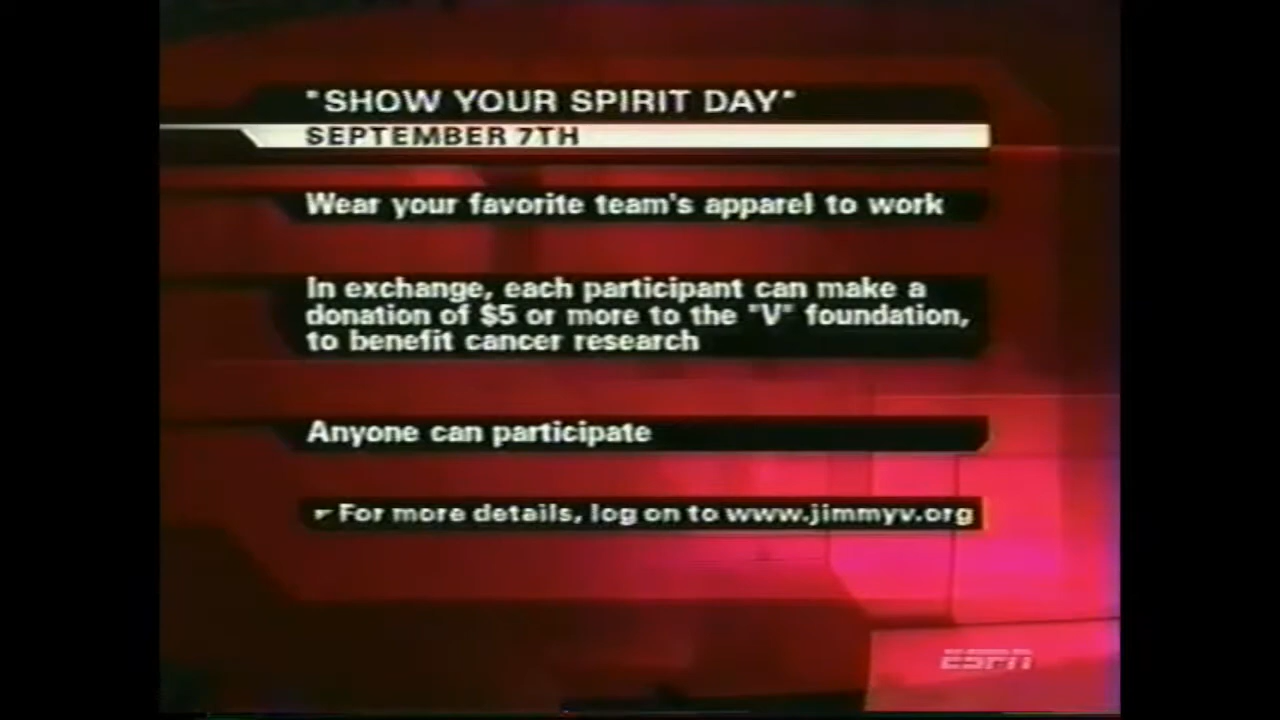 "SHOW YOUR SPIRIT DAY"
SEPTEMBER 7TH
Wear your favorite team's apparel to work
In exchange, each participant can make a
donation of $5 or more to the "V" foundation,
to benefit cancer research
Anyone can participate
For more details, log on to www.jimmyv.org
ESPN